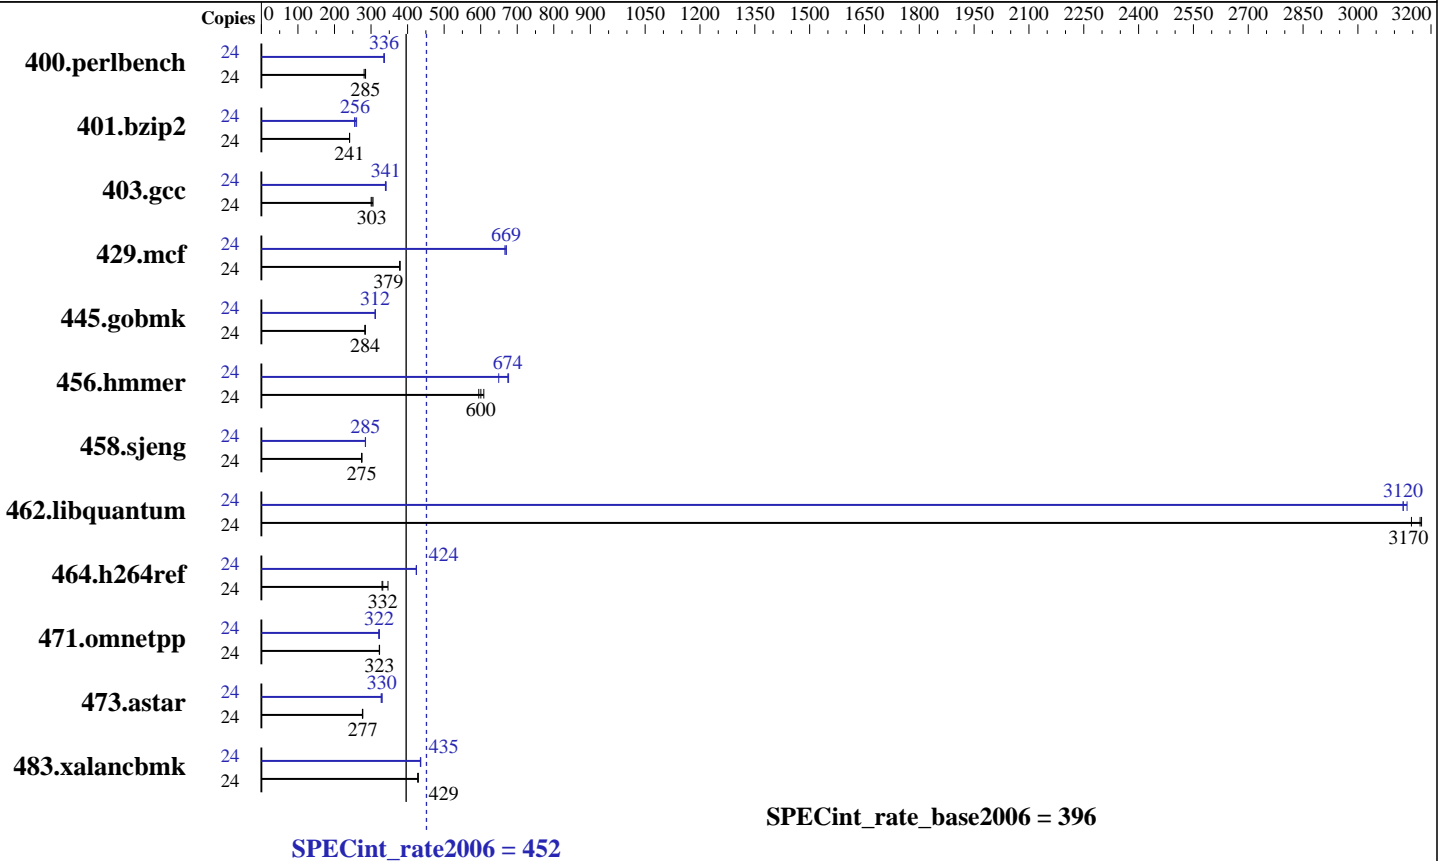 Copies 0 100 200 300 400 500 600 700 800 900 1050 1200 1350 1500 1650 1800 1950 2100 2250 2400 2550 2700 2850 3000 3200
336
400.perlbench 24
24
285
256
401.bzip2 24
24
241
341
403.gcc 24
24
303
669
429.mcf 24
24
379
312
445.gobmk 24
24
284
674
456.hmmer 24
24
600
285
458.sjeng 24
24
275
3120
462.libquantum 24
24
3170
424
464.h264ref 24
24
332
322
471.omnetpp 24
24
323
330
473.astar 24
24
277
435
483.xalancbmk 24
24
429
SPECint_rate_base2006 = 396
SPECint_rate2006 = 452